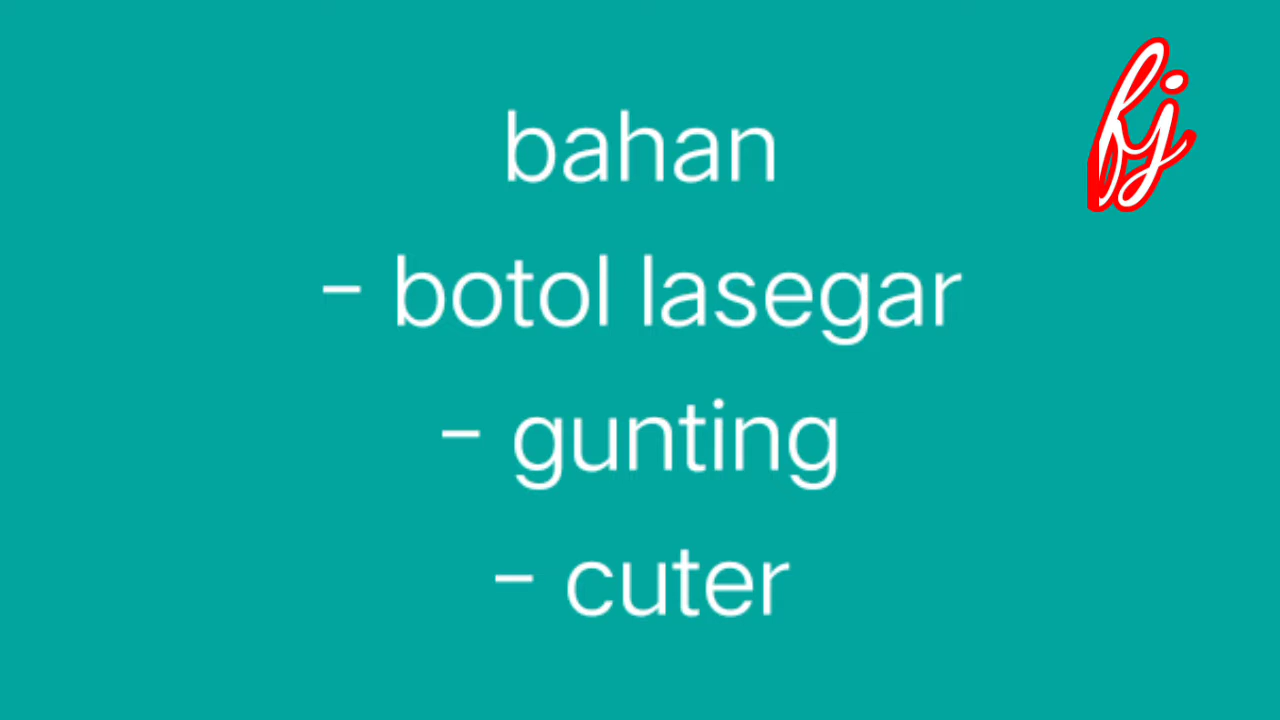 bahan
- botol lasegar
- gunting
- cuter